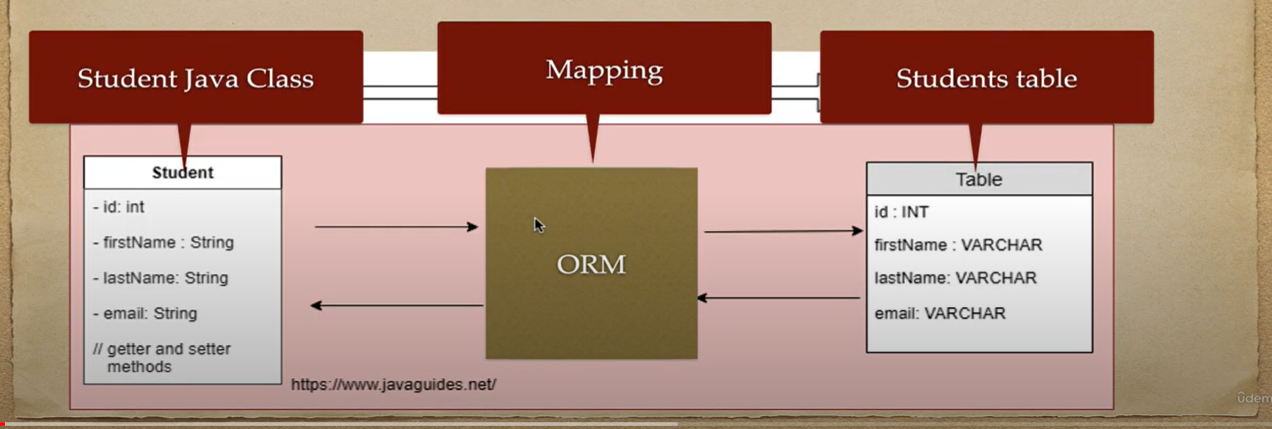 Student Java Class
Mapping
Students table
Student
- id: int
- firstName : String
- lastName: String
- email: String
// getter and setter
methods
ORM
Table
id : INT
firstName : VARCHAR
lastName: VARCHAR
email: VARCHAR
https://www.javaguides.net/